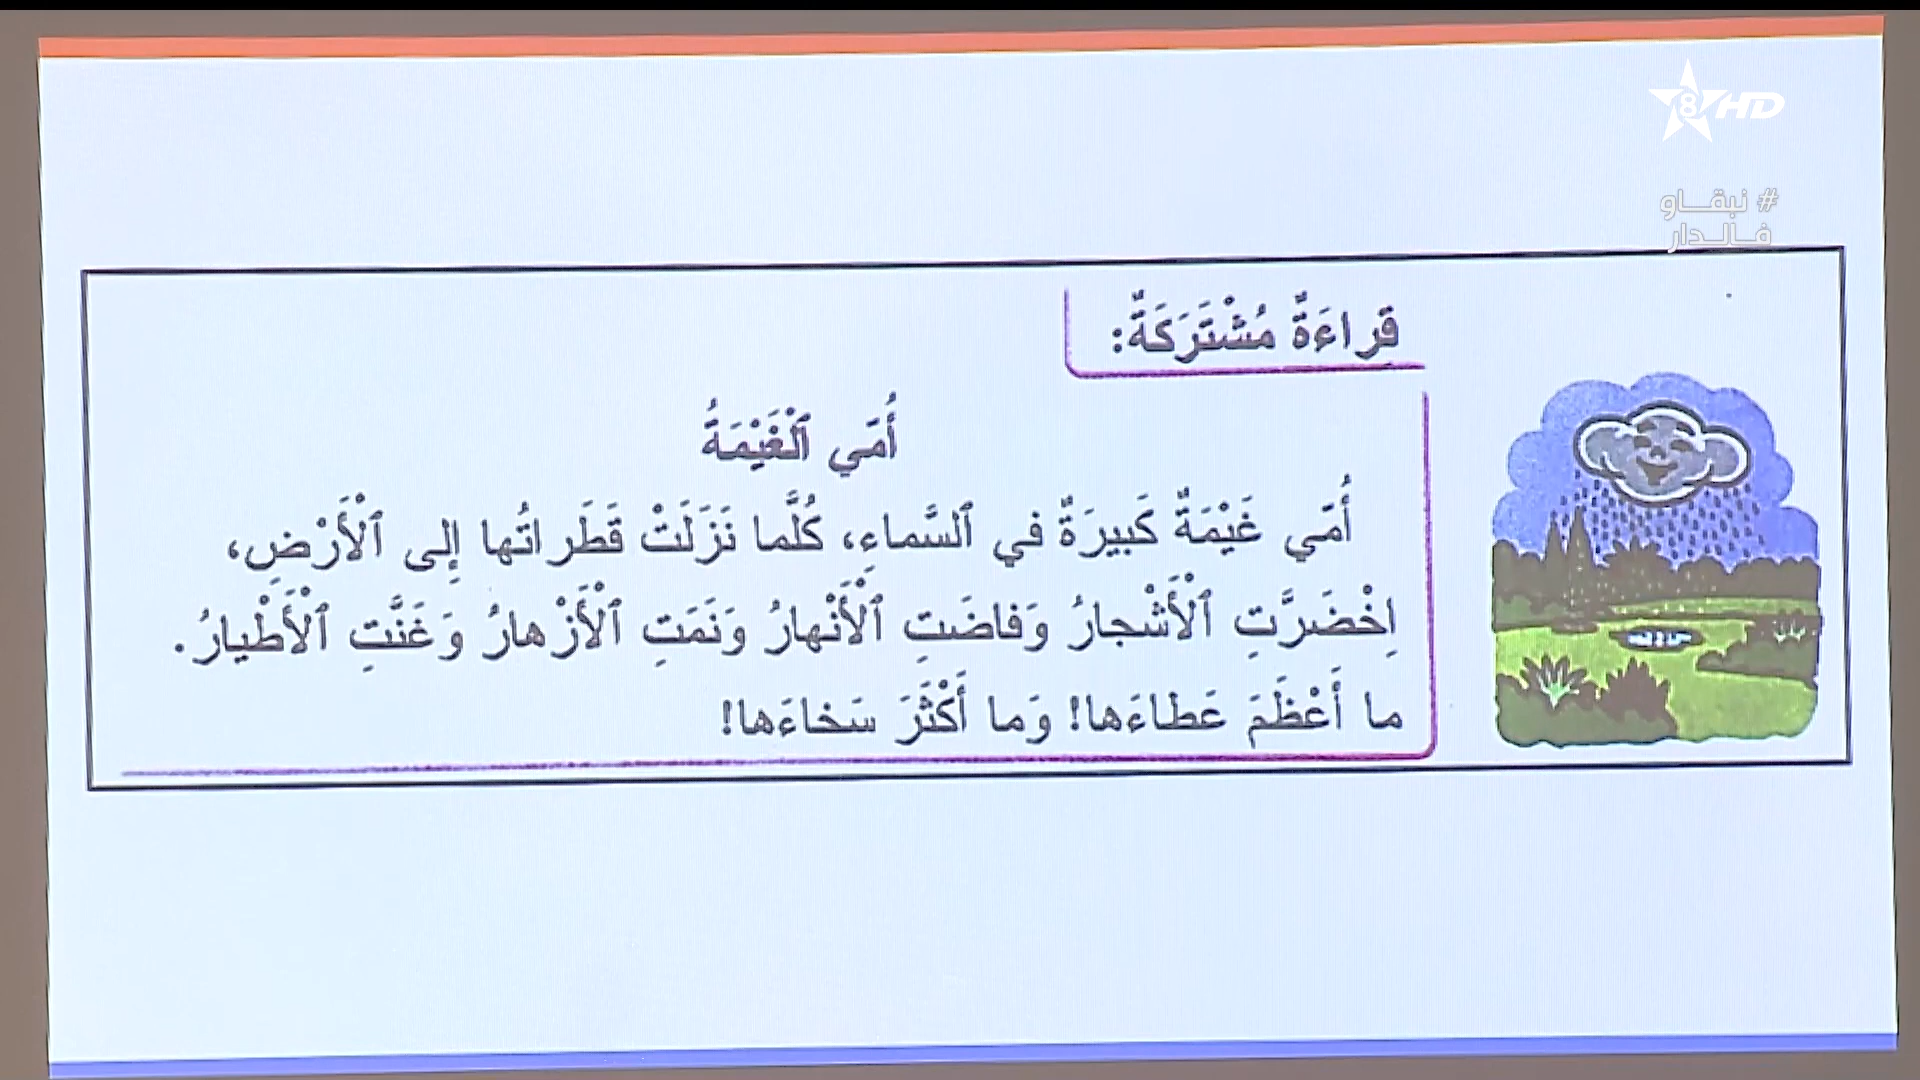 8 HD
# نبقاو
فالدار
قراءَةٌ مُشْتَرَكَةٌ:
أُمّي ٱلْغَيْمَةُ
أُمّي غَيْمَةٌ كَبيرَةٌ في ٱلسَّماءِ، كُلَّما نَزَلَتْ قَطَراتُها إِلى ٱلْأَرْضِ،
اِخْضَرَّتِ ٱلْأَشْجارُ وَفاضَتِ ٱلْأَنْهارُ وَنَمَتِ ٱلْأَزْهارُ وَغَنَّتِ ٱلْأَطْيارُ.
ما أَعْظَمَ عَطاءَها! وَما أَكْثَرَ سَخاءَها!